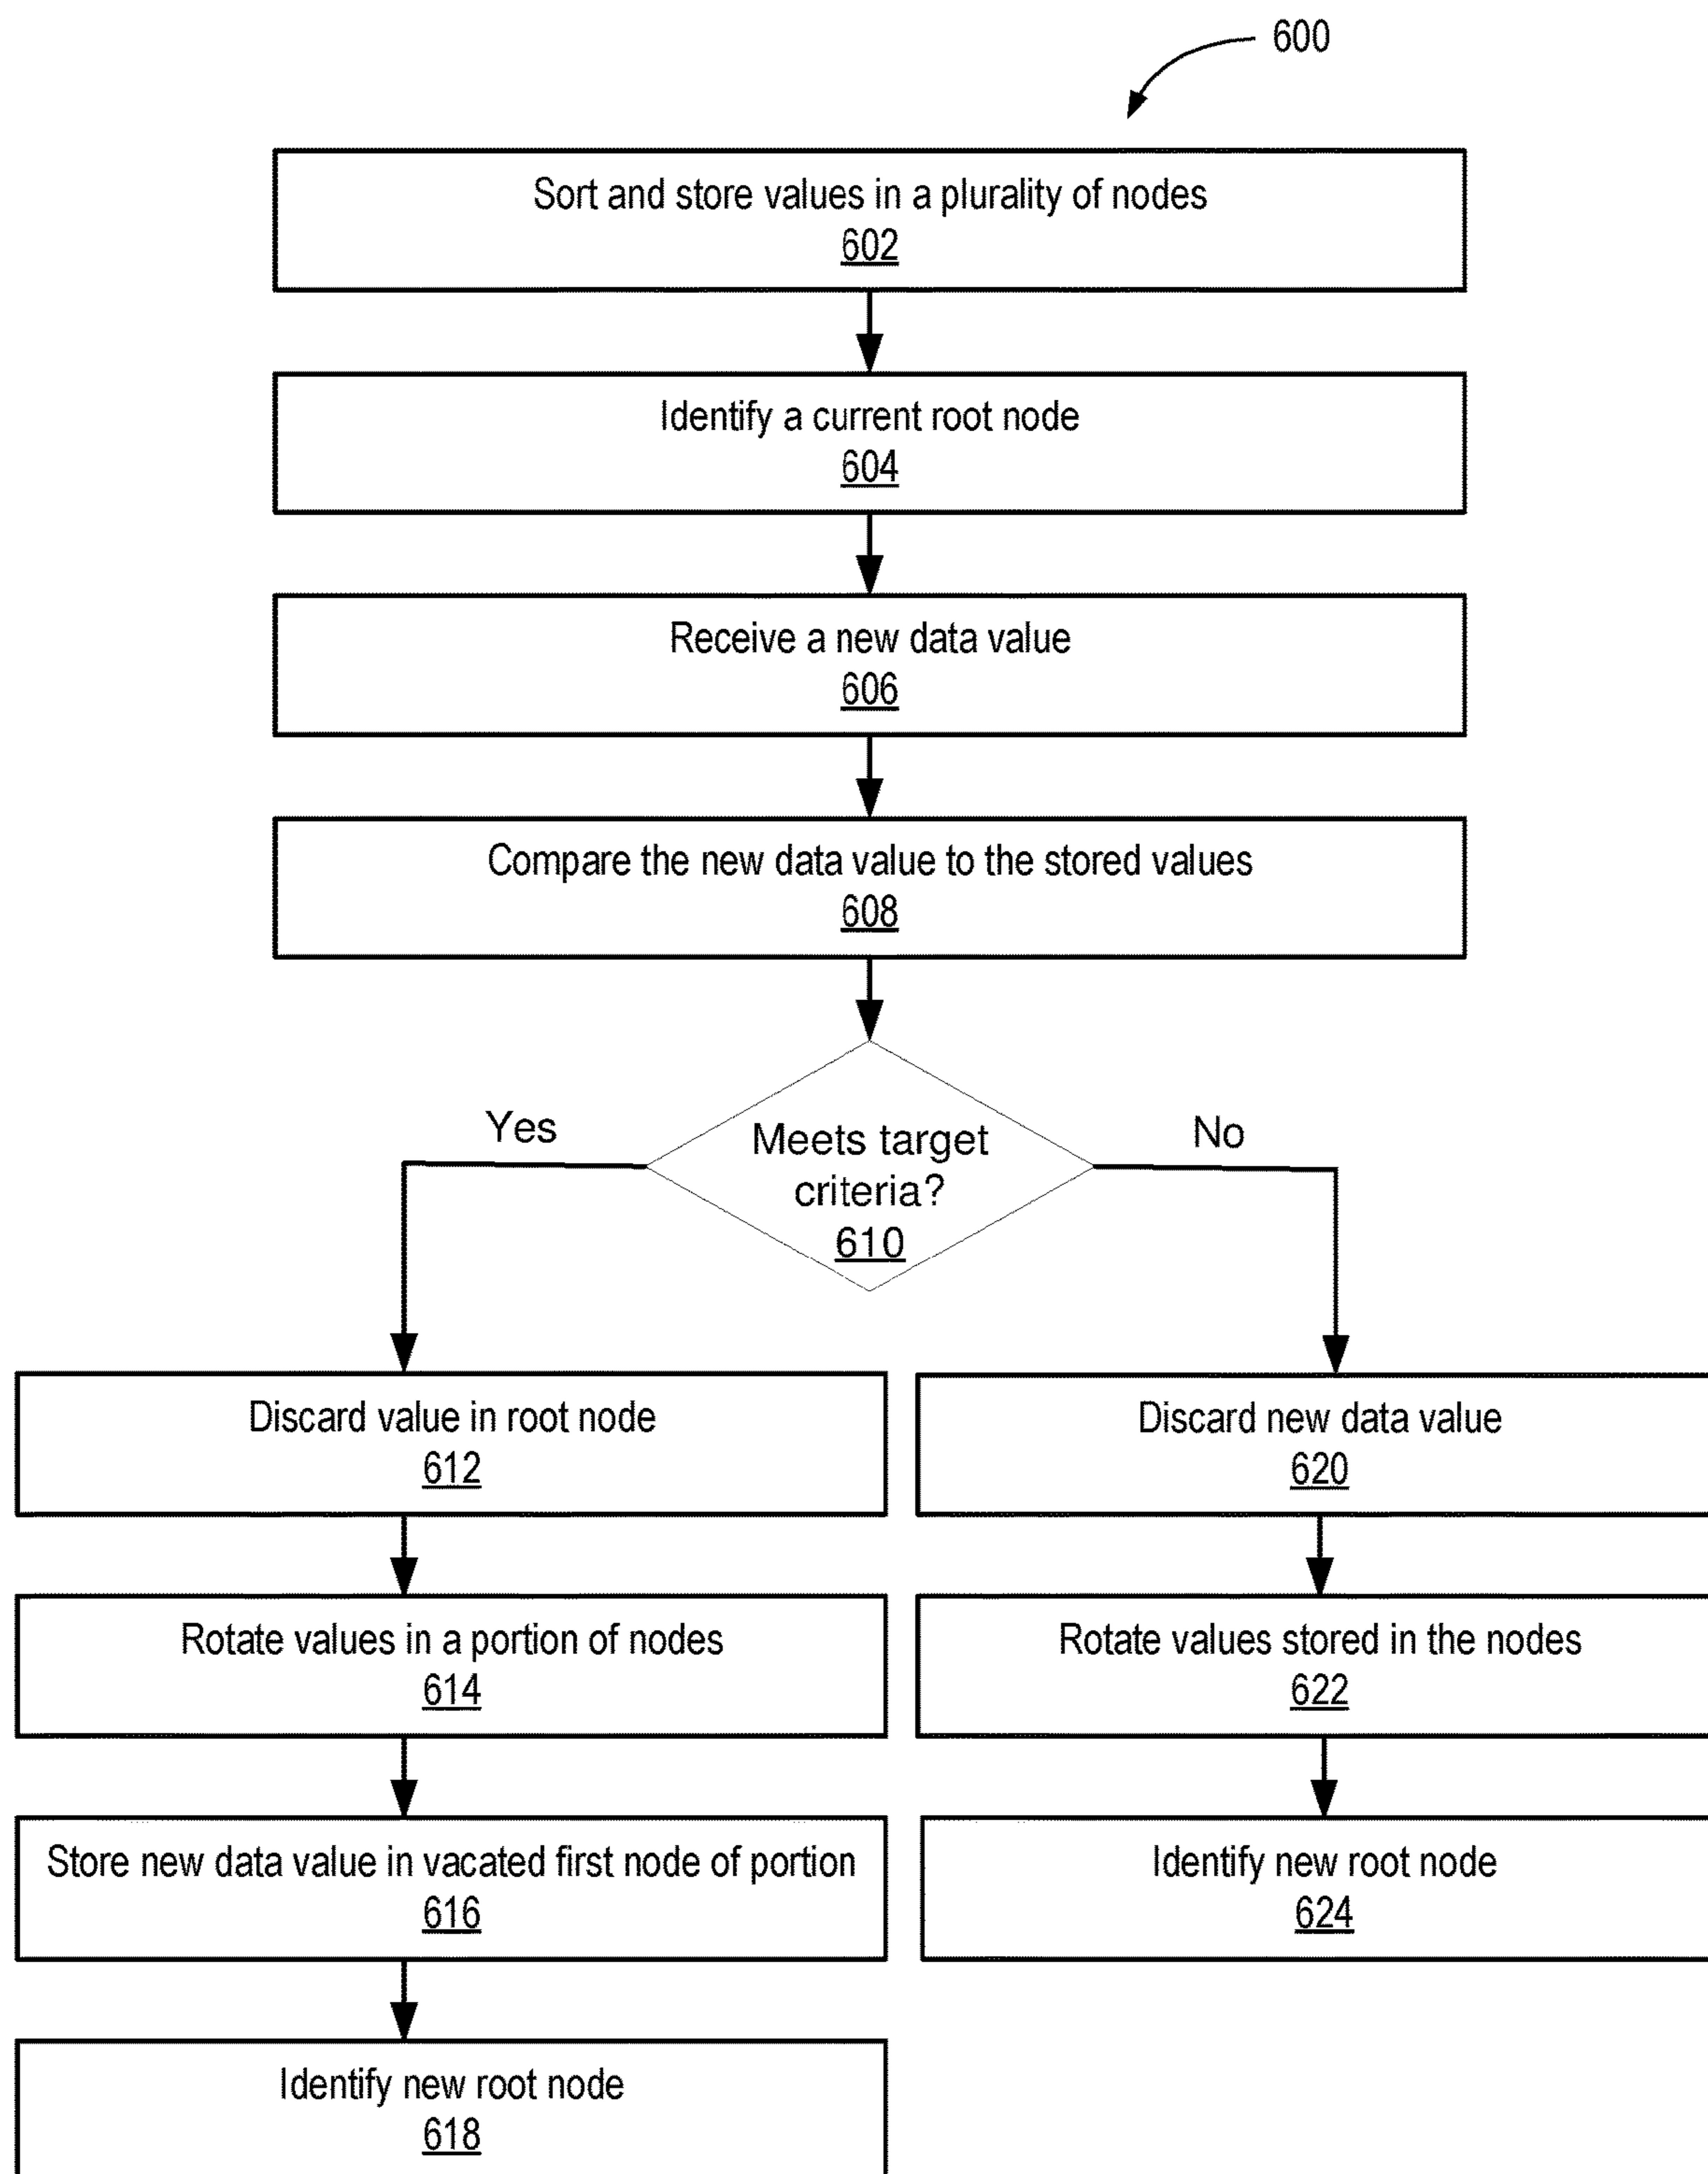 600
Sort and store values in a plurality of nodes
602
Identify a current root node
604
Receive a new data value
606
Compare the new data value to the stored values
608
Meets target
criteria?
610
Yes
No
Discard value in root node
612
Rotate values in a portion of nodes
614
Store new data value in vacated first node of portion
616
Identify new root node
618
Discard new data value
620
Rotate values stored in the nodes
622
Identify new root node
624